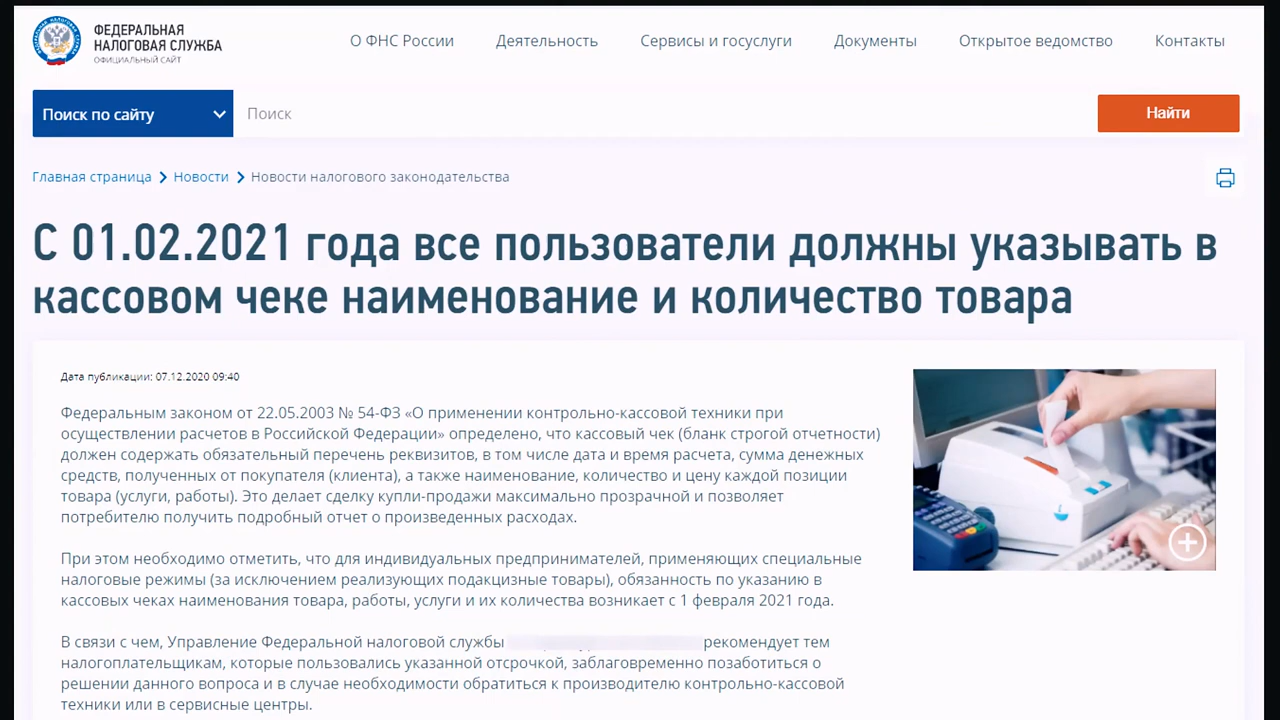 ФЕДЕРАЛЬНАЯ
НАЛОГОВАЯ СЛУЖБА
ОФИЦИАЛЬНЫЙ САЙТ
О ФНС России Деятельность Сервисы и госуслуги Документы Открытое ведомство Контакты
Поиск по сайту Поиск Найти
Главная страница Новости Новости налогового законодательства
С 01.02.2021 года все пользователи должны указывать в
кассовом чеке наименование и количество товара
Дата публикации: 07.12.2020 09:40
Федеральным законом от 22.05.2003 № 54-ФЗ «О применении контрольно-кассовой техники при
осуществлении расчетов в Российской Федерации» определено, что кассовый чек (бланк строгой отчетности)
должен содержать обязательный перечень реквизитов, в том числе дата и время расчета, сумма денежных
средств, полученных от покупателя (клиента), а также наименование, количество и цену каждой позиции
товара (услуги, работы). Это делает сделку купли-продажи максимально прозрачной и позволяет
потребителю получить подробный отчет о произведенных расходах.
При этом необходимо отметить, что для индивидуальных предпринимателей, применяющих специальные
налоговые режимы (за исключением реализующих подакцизные товары), обязанность по указанию в
кассовых чеках наименования товара, работы, услуги и их количества возникает с 1 февраля 2021 года.
В связи с чем, Управление Федеральной налоговой службы рекомендует тем
налогоплательщикам, которые пользовались указанной отсрочкой, заблаговременно позаботиться о
решении данного вопроса и в случае необходимости обратиться к производителю контрольно-кассовой
техники или в сервисные центры.